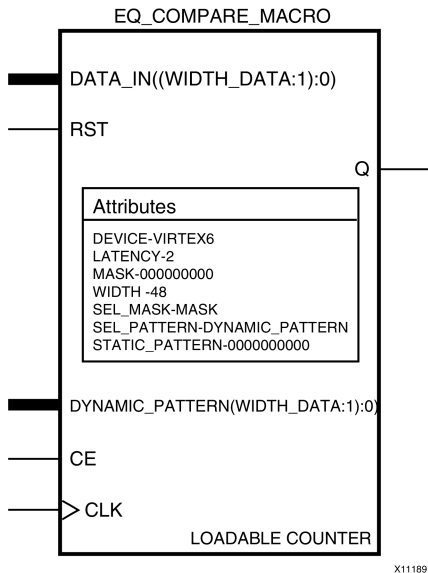 EQ_COMPARE_MACRO
DATA_IN((WIDTH_DATA:1):0)
RST
Q
Attributes
DEVICE-VIRTEX6
LATENCY-2
MASK-000000000
WIDTH -48
SEL_MASK-MASK
SEL_PATTERN-DYNAMIC_PATTERN
STATIC_PATTERN-0000000000
DYNAMIC_PATTERN(WIDTH_DATA:1):0)
CE
CLK
LOADABLE COUNTER
X11189